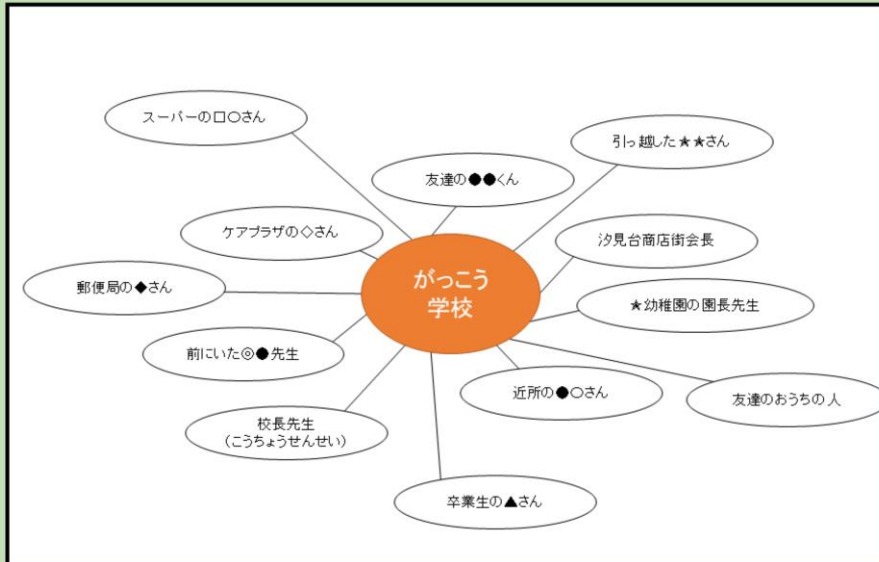 スーパーの口〇さん
引っ越した★★さん
友達の●●くん
ケアプラザの◇さん
汐見台商店街会長
郵便局の◆さん
がっこう
学校
★幼稚園の園長先生
前にいた◎●先生
近所の●〇さん
友達のおうちの人
校長先生
(こうちょうせんせい)
卒業生の▲さん